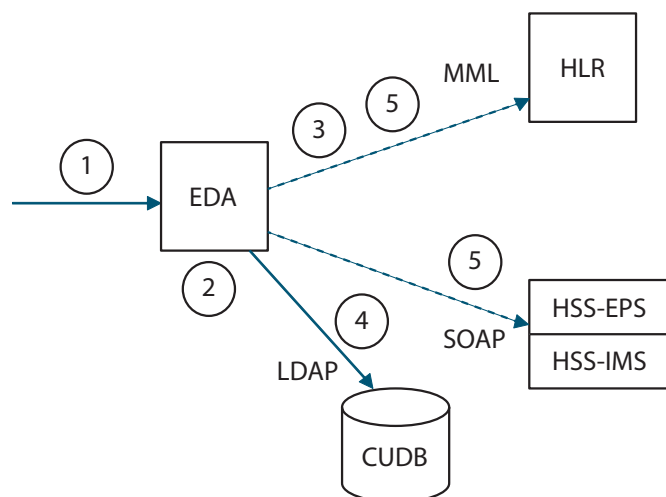 MML
HLR
5
3
1
EDA
5
2
HSS-EPS
4
SOAP
HSS-IMS
LDAP
CUDB